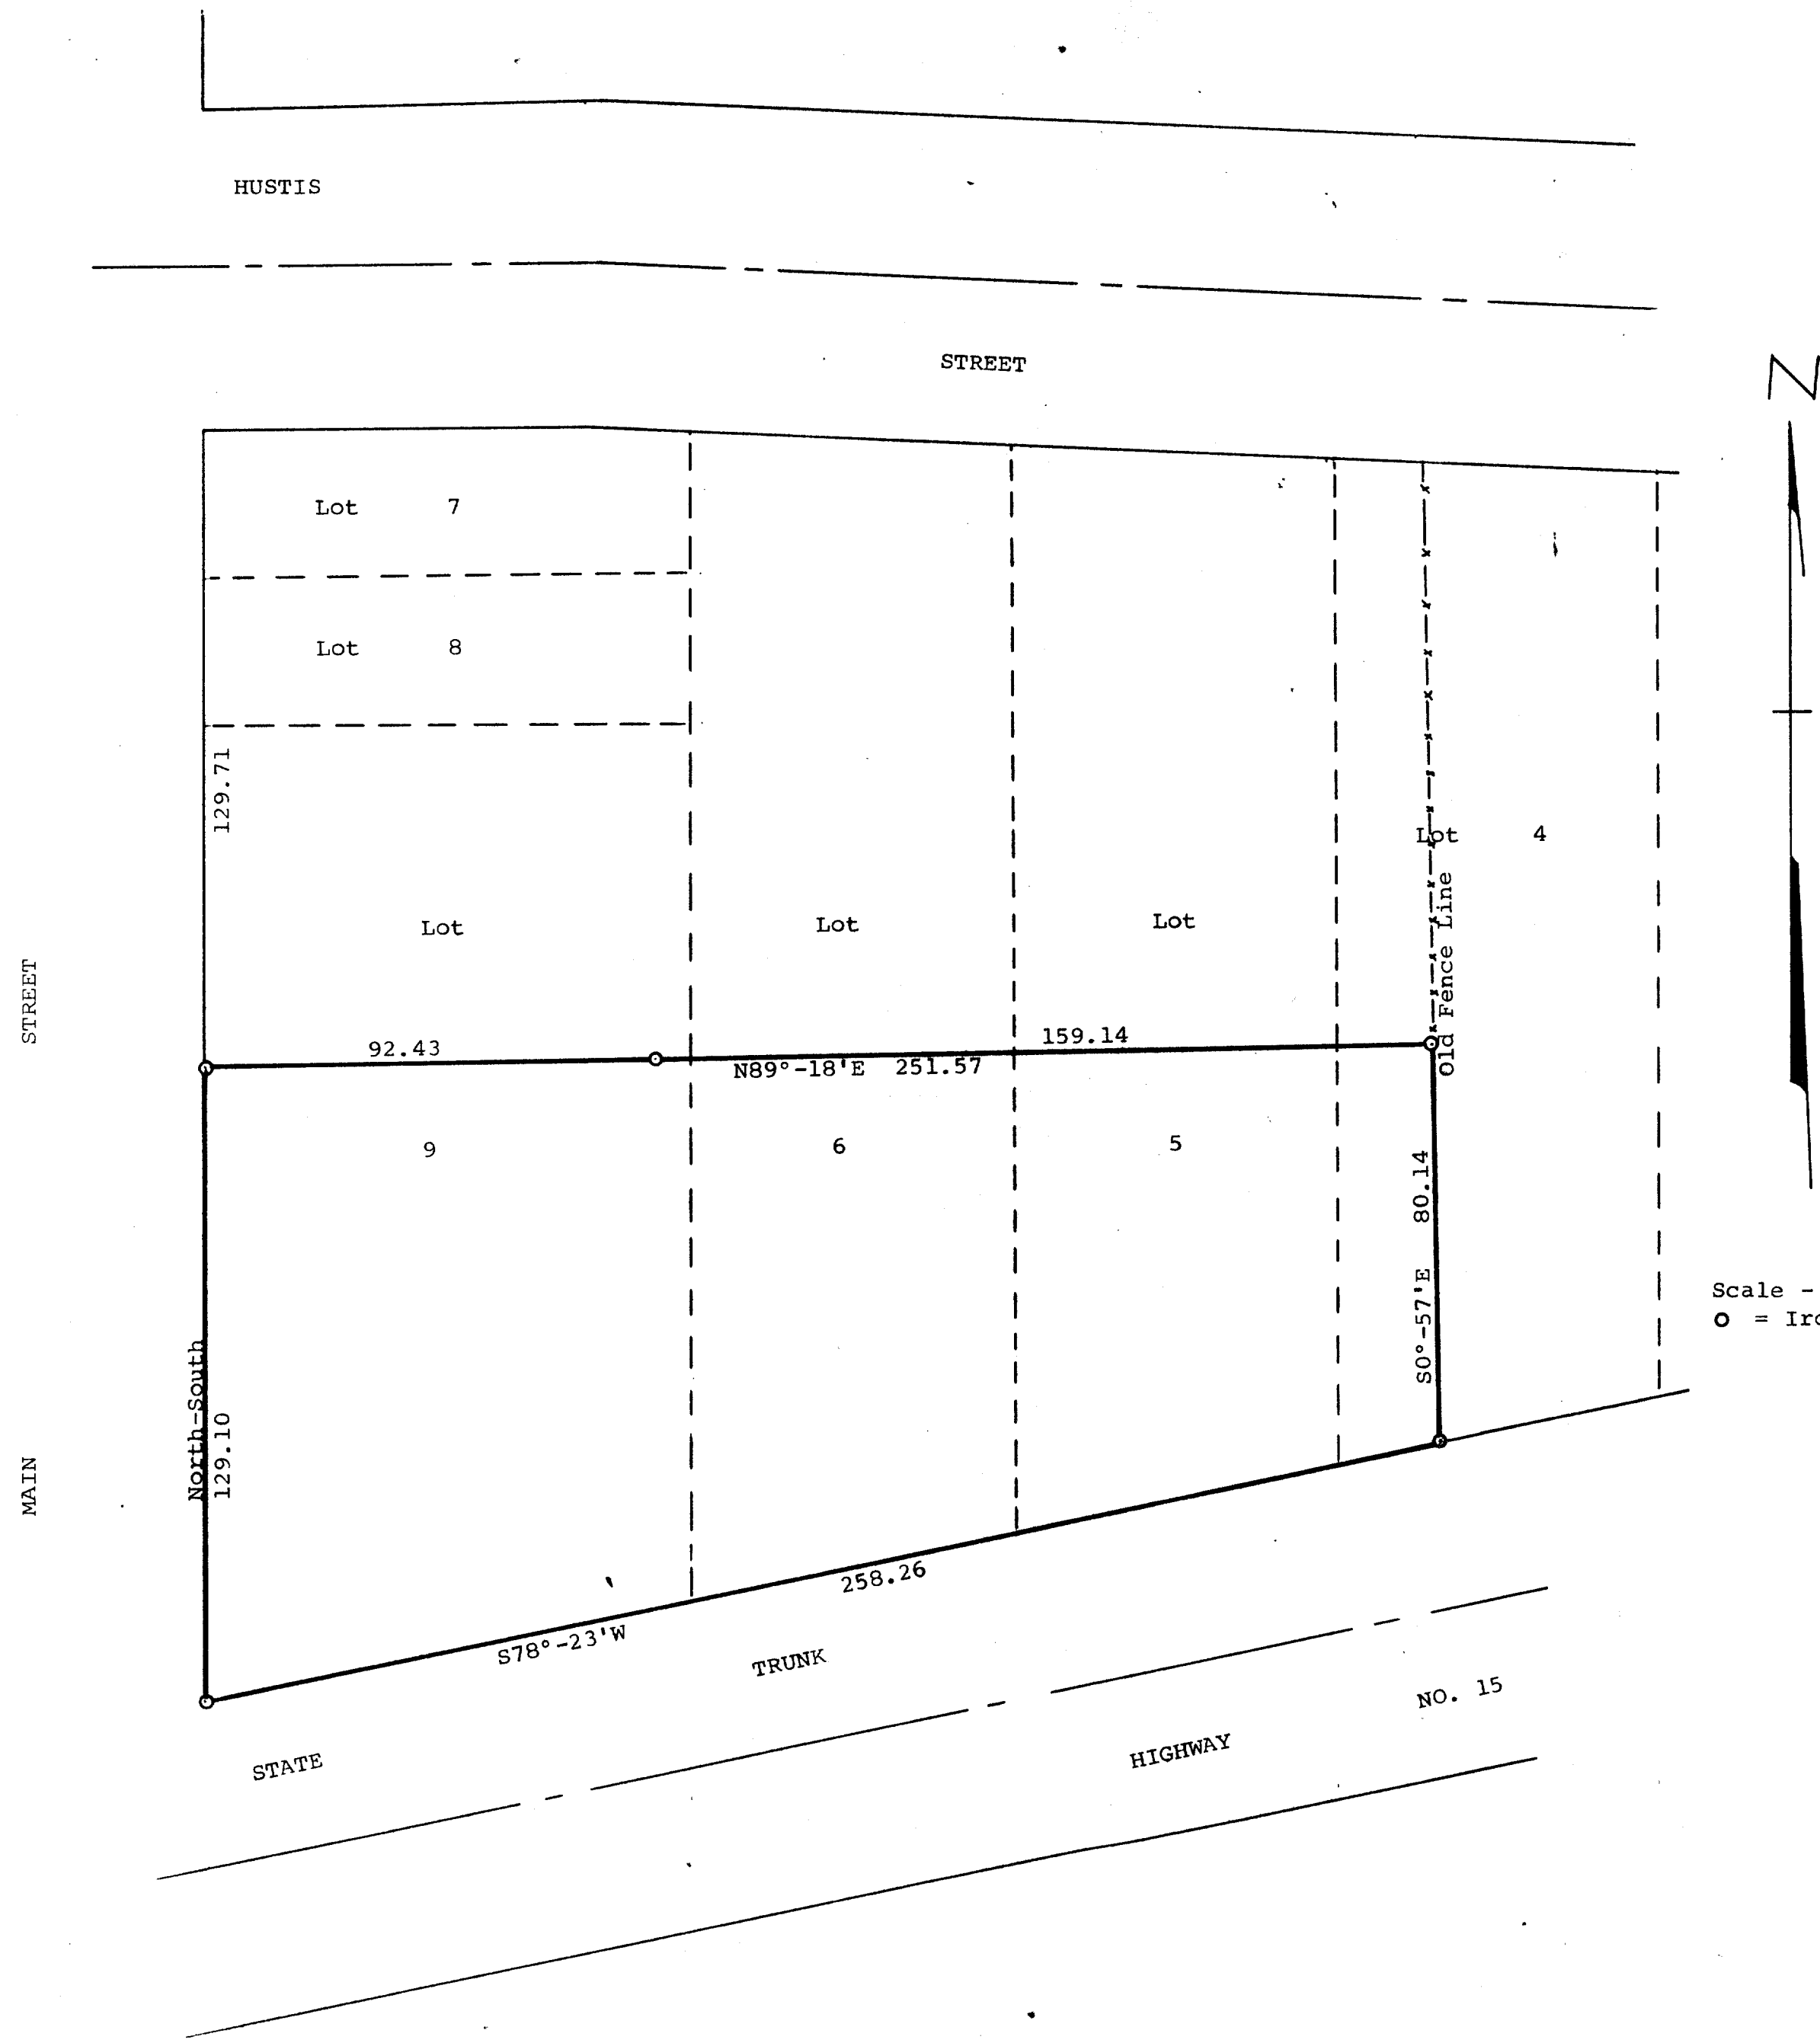 HUSTIS
STREET
N
Lot 7
Lot 8
129.71
Lot 4
Lot
Lot
Lot
Old Fence Line
STREET
92.43
159.14
N89°-18'E 251.57
9
6
5
S0°-57'E 80.14
Scale -
= Iro
North-South
129.10
MAIN
258.26
S78°-23'W
TRUNK
NO. 15
STATE
HIGHWAY